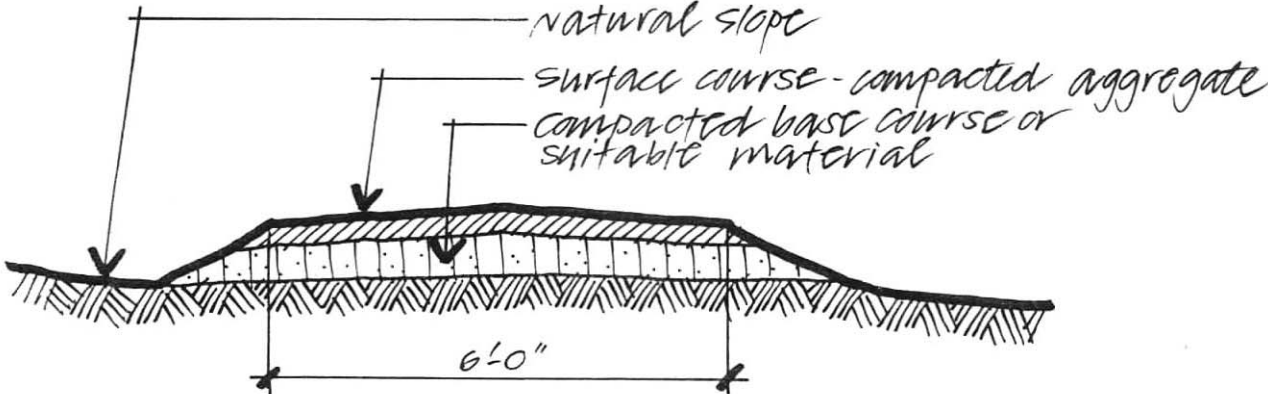 natural slope
surface course - compacted aggregate
compacted base course or
suitable material
6'-0"